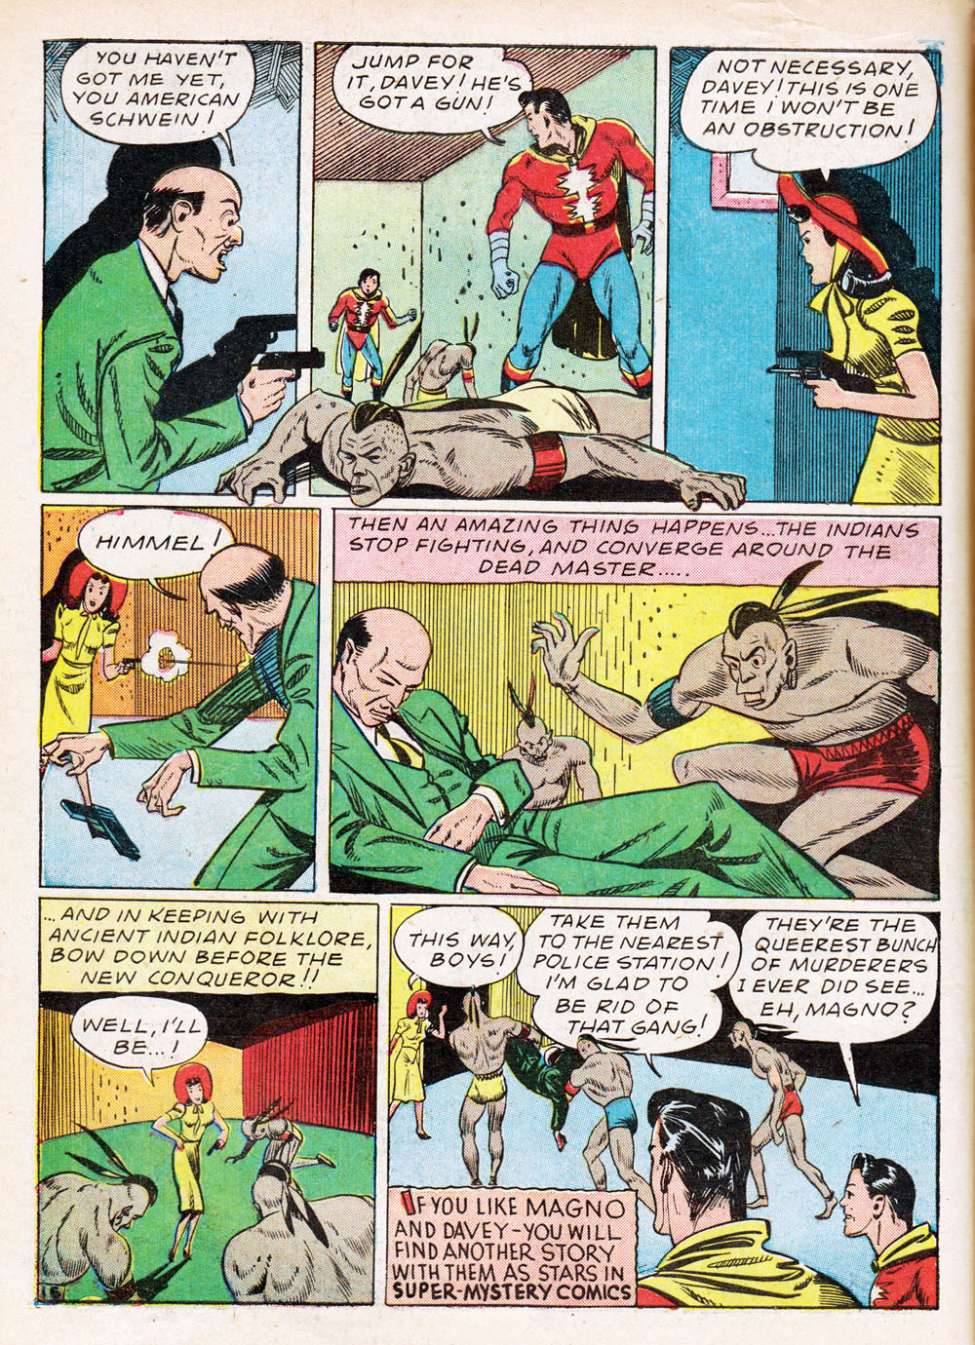 YOU HAVEN'T
GOT ME YET,
YOU AMERICAN
SCHWEIN!
JUMP FOR
IT, DAVEY! HE'S
GOT A GUN!
NOT NECESSARY,
DAVEY! THIS IS ONE
TIME I WON'T BE
AN OBSTRUCTION!
HIMMEL!
THEN AN AMAZING THING HAPPENS...THE INDIANS
STOP FIGHTING, AND CONVERGE AROUND THE
DEAD MASTER.....
...AND IN KEEPING WITH
ANCIENT INDIAN FOLKLORE,
BOW DOWN BEFORE THE
NEW CONQUEROR!!
WELL, I'LL
BE...!
THIS WAY,
BOYS!
TAKE THEM
TO THE NEAREST
POLICE STATION!
I'M GLAD TO
BE RID OF
THAT GANG!
THEY'RE THE
QUEEREST BUNCH
OF MURDERERS
I EVER DID SEE...
EH, MAGNO?
IF YOU LIKE MAGNO
AND DAVEY-YOU WILL
FIND ANOTHER STORY
WITH THEM AS STARS IN
SUPER-MYSTERY COMICS
16